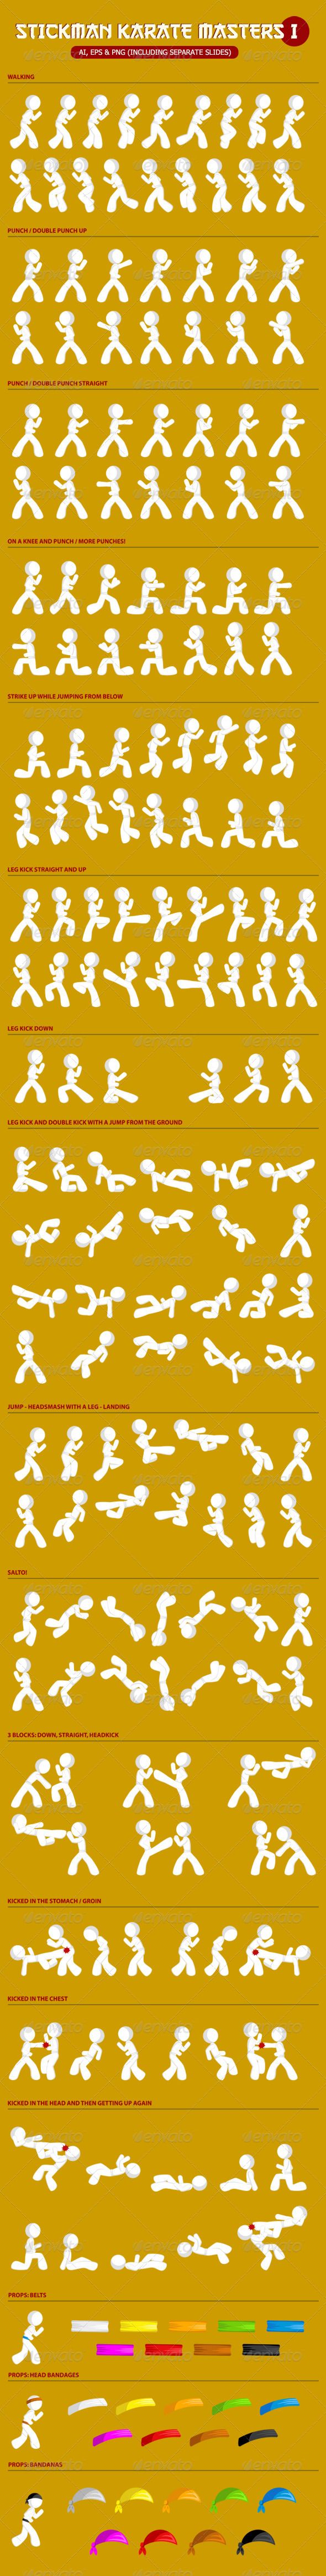 STICKMAN KARATE MASTERS I
AI, EPS & PNG (INCLUDING SEPARATE SLIDES)
WALKING
PUNCH / DOUBLE PUNCH UP
PUNCH / DOUBLE PUNCH STRAIGHT
ON A KNEE AND PUNCH / MORE PUNCHES!
STRIKE UP WHILE JUMPING FROM BELOW
LEG KICK STRAIGHT AND UP
LEG KICK DOWN
LEG KICK AND DOUBLE KICK WITH A JUMP FROM THE GROUND
JUMP - HEADSMASH WITH A LEG - LANDING
SALTO!
3 BLOCKS: DOWN, STRAIGHT, HEADKICK
KICKED IN THE STOMACH / GROIN
KICKED IN THE CHEST
KICKED IN THE HEAD AND THEN GETTING UP AGAIN
PROPS: BELTS
PROPS: HEAD BANDAGES
PROPS: BANDANAS